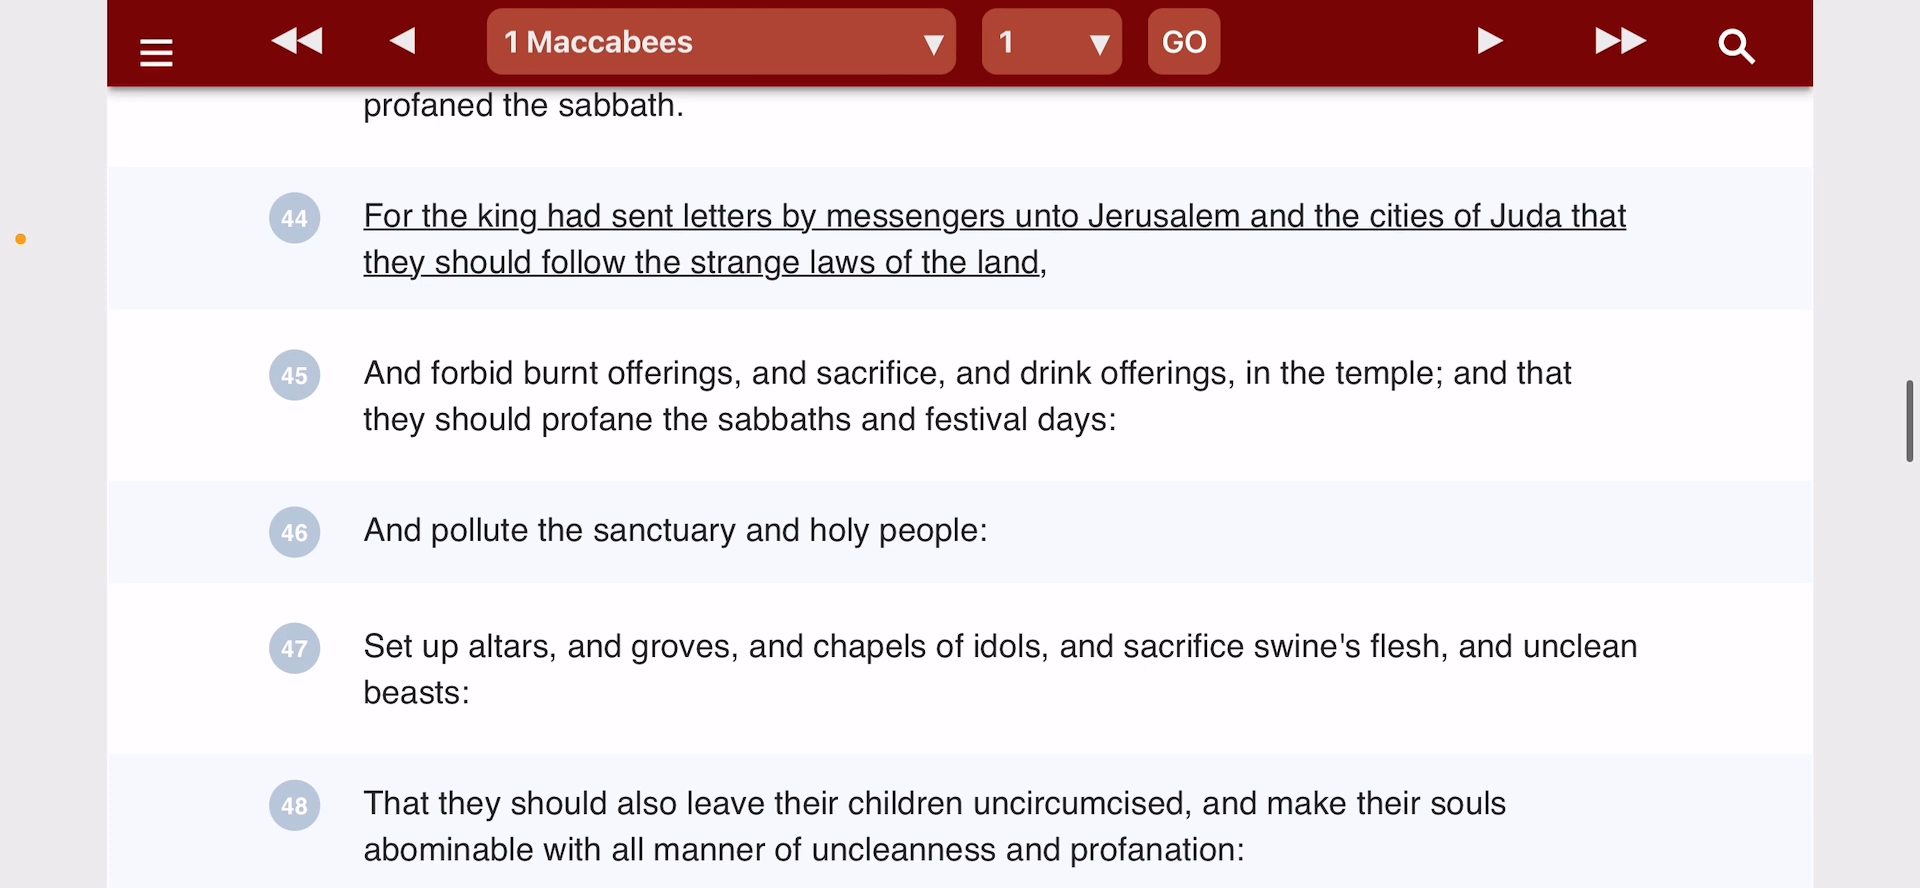 1 Maccabees
1
GO
profaned the sabbath.
44 For the king had sent letters by messengers unto Jerusalem and the cities of Juda that
they should follow the strange laws of the land,
45 And forbid burnt offerings, and sacrifice, and drink offerings, in the temple; and that
they should profane the sabbaths and festival days:
46 And pollute the sanctuary and holy people:
47 Set up altars, and groves, and chapels of idols, and sacrifice swine's flesh, and unclean
beasts:
48 That they should also leave their children uncircumcised, and make their souls
abominable with all manner of uncleanness and profanation: